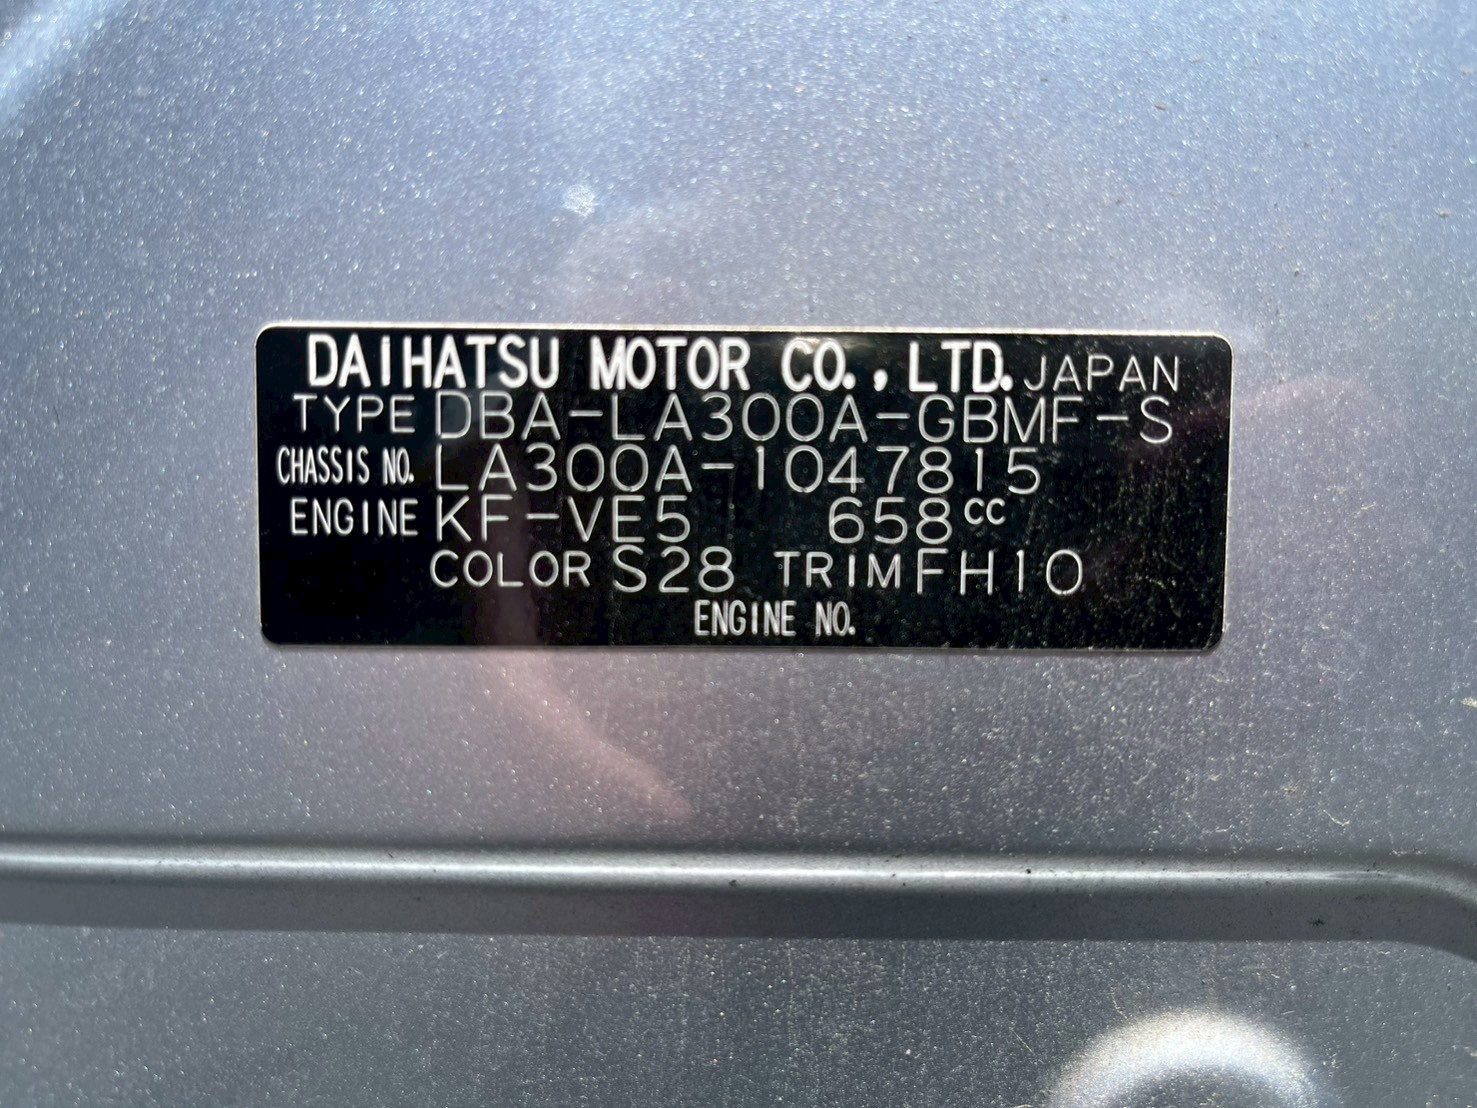 DAIHATSU MOTOR CO., LTD. JAPAN
TYPE DBA-LA300A-GBMF-S
CHASSIS NO. LA300A-1047815
ENGINE KF-VE5 658cc
COLOR S28 TRIM FH10
ENGINE NO.